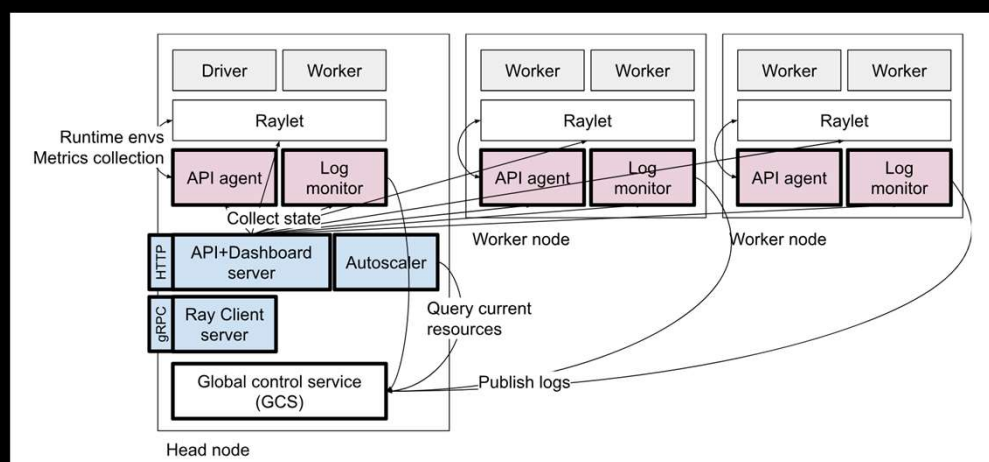 Driver
Worker
Worker
Worker
Worker
Worker
Raylet
Raylet
Raylet
Runtime envs
Metrics collection
API agent
Log
monitor
API agent
Log
monitor
API agent
Log
monitor
Collect state
HTTP
API+Dashboard
server
Autoscaler
Worker node
Worker node
gRPC
Ray Client
server
Query current
resources
Global control service
(GCS)
Publish logs
Head node